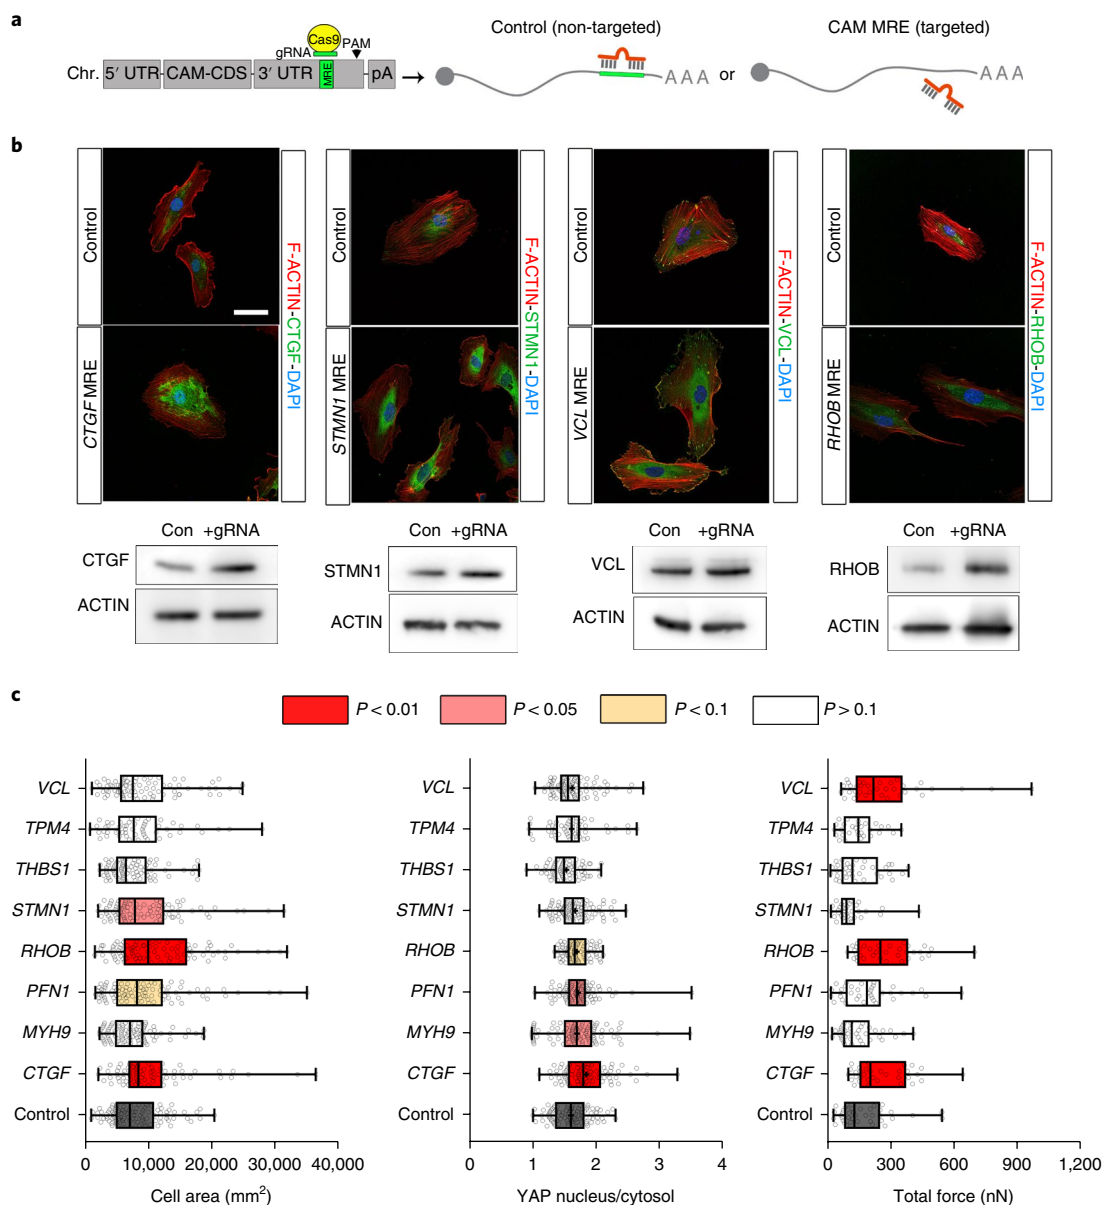 a
Control (non-targeted)
CAM MRE (targeted)
Cas9
gRNA
PAM
Chr.
5′ UTR
CAM-CDS
3′ UTR
MRE
pA
AAA
or
AAA
b
Control
CTGF MRE
F-ACTIN-CTGF-DAPI
Control
STMN1 MRE
F-ACTIN-STMN1-DAPI
Control
VCL MRE
F-ACTIN-VCL-DAPI
Control
RHOB MRE
F-ACTIN-RHOB-DAPI
Con +gRNA
CTGF
ACTIN
Con +gRNA
STMN1
ACTIN
Con +gRNA
VCL
ACTIN
Con +gRNA
RHOB
ACTIN
c
P < 0.01
P < 0.05
P < 0.1
P > 0.1
VCL
TPM4
THBS1
STMN1
RHOB
PFN1
MYH9
CTGF
Control
0 10,000 20,000 30,000 40,000
Cell area (mm²)
VCL
TPM4
THBS1
STMN1
RHOB
PFN1
MYH9
CTGF
Control
0 1 2 3 4
YAP nucleus/cytosol
VCL
TPM4
THBS1
STMN1
RHOB
PFN1
MYH9
CTGF
Control
0 300 600 900 1,200
Total force (nN)